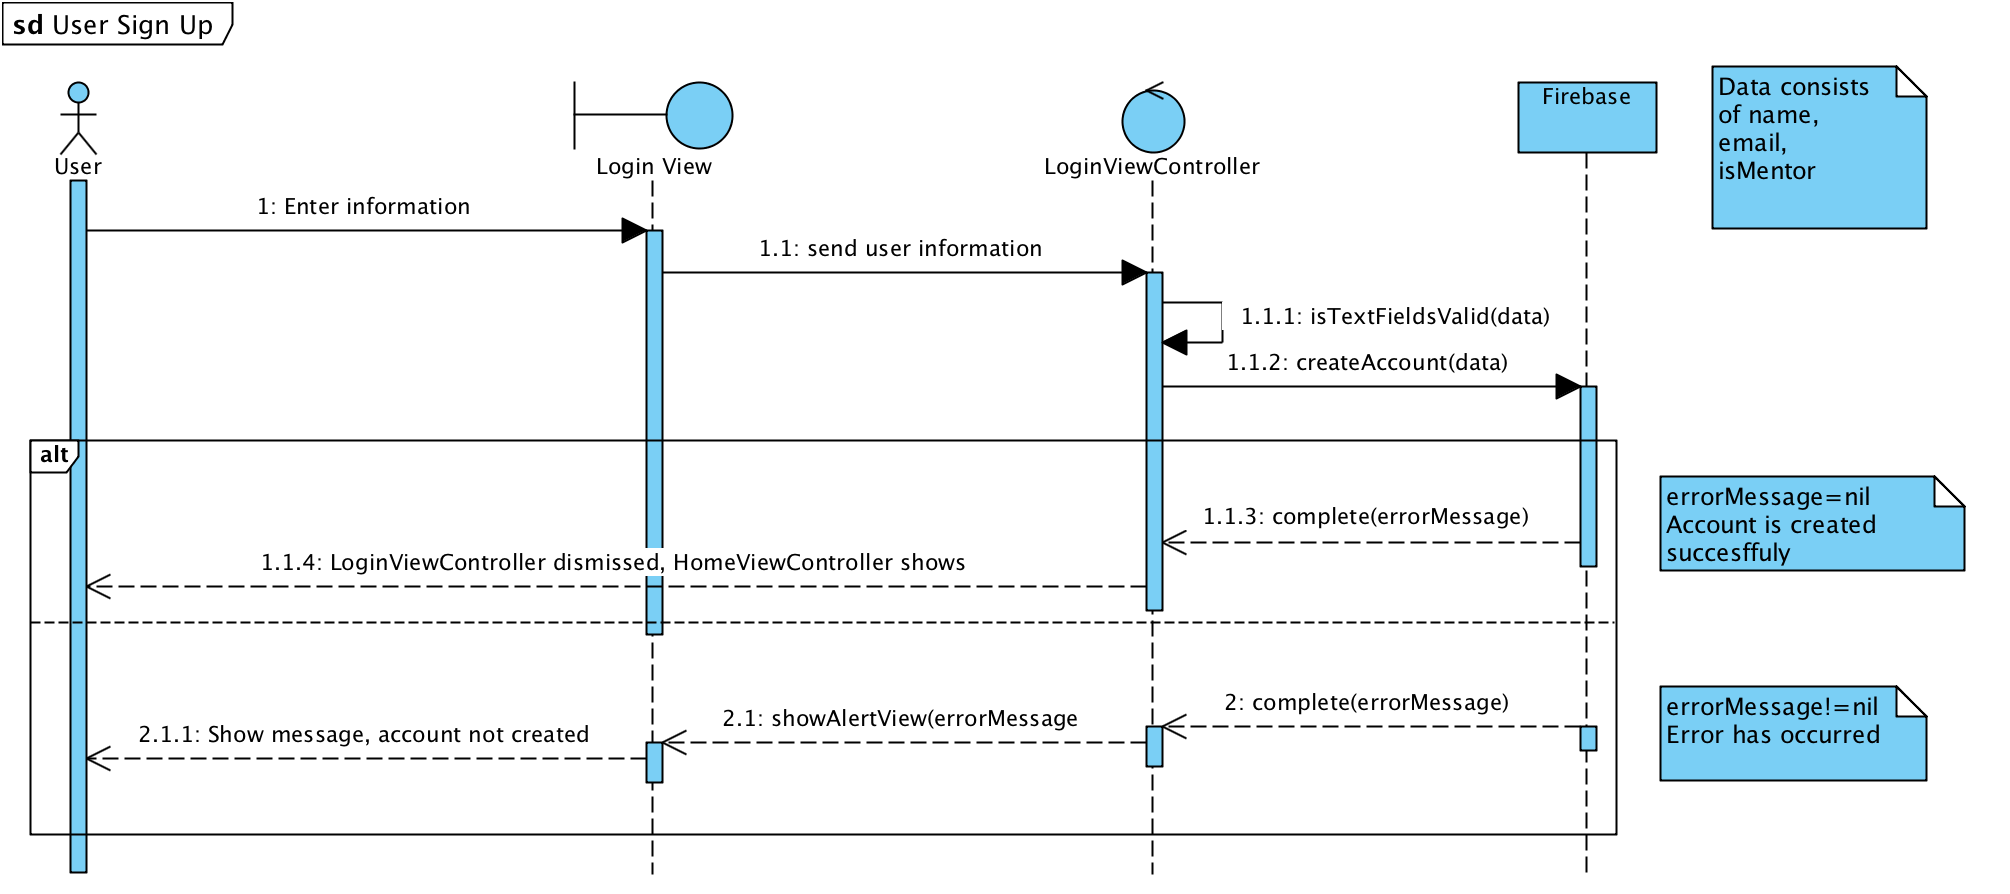 sd User Sign Up
User
Login View
LoginViewController
Firebase
Data consists
of name,
email,
isMentor
1: Enter information
1.1: send user information
1.1.1: isTextFieldsValid(data)
1.1.2: createAccount(data)
alt
errorMessage=nil
Account is created
succesffuly
1.1.3: complete(errorMessage)
1.1.4: LoginViewController dismissed, HomeViewController shows
errorMessage!=nil
Error has occurred
2: complete(errorMessage)
2.1: showAlertView(errorMessage
2.1.1: Show message, account not created